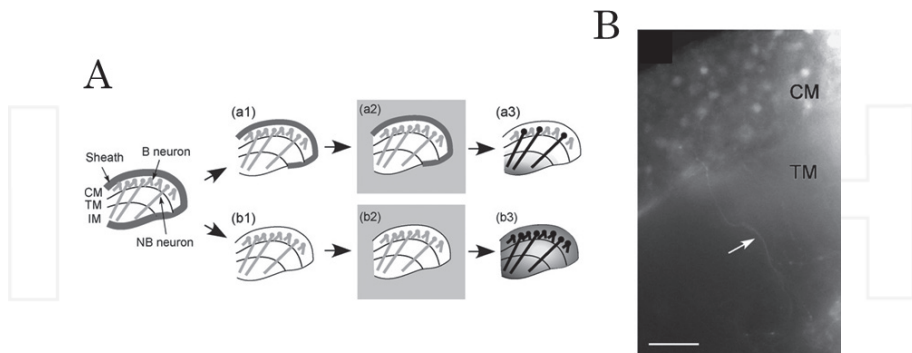 A
B
(a1)
(a2)
(a3)
Sheath
B neuron
CM
TM
IM
NB neuron
(b1)
(b2)
(b3)
CM
TM